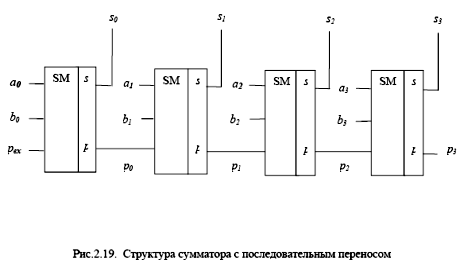 s0 s1 s2 s3
SM s SM s SM s SM s
a0 a1 a2 a3
b0 b1 b2 b3
pвх p p p p p3
p0 p1 p2
Рис.2.19. Структура сумматора с последовательным переносом